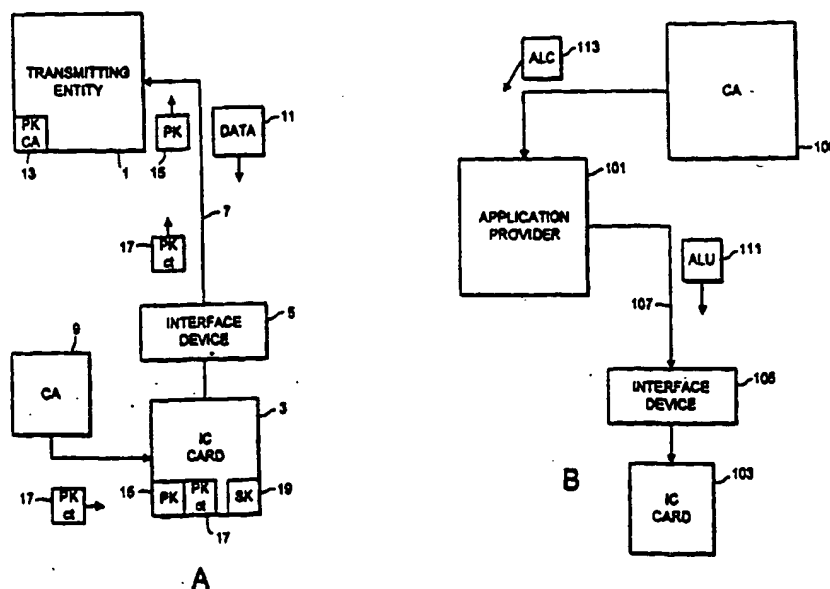 TRANSMITTING
ENTITY
PK
CA
13
1
PK
15
DATA
11
7
17
PK
ct
INTERFACE
DEVICE
5
9
CA
3
IC
CARD
PK
PK
ct
SK
19
17
17
PK
ct
A
ALC
113
CA
101
APPLICATION
PROVIDER
ALU
111
107
INTERFACE
DEVICE
IC
CARD
103
B